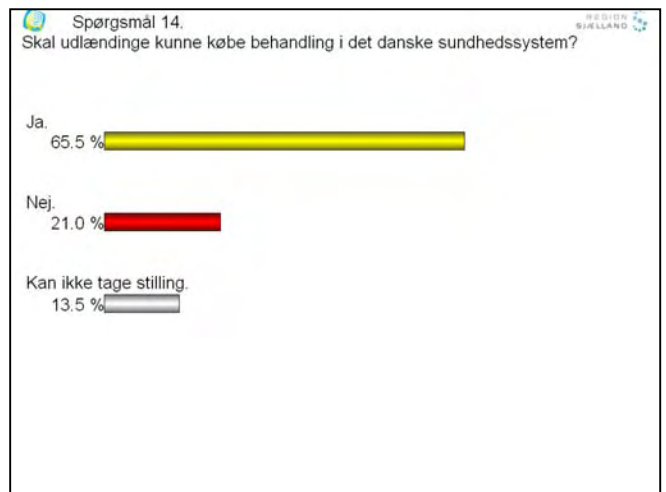 Spørgsmål 14.
REGION
SJÆLLAND
Skal udlændinge kunne købe behandling i det danske sundhedssystem?
Ja.
65.5 %
Nej.
21.0 %
Kan ikke tage stilling.
13.5 %